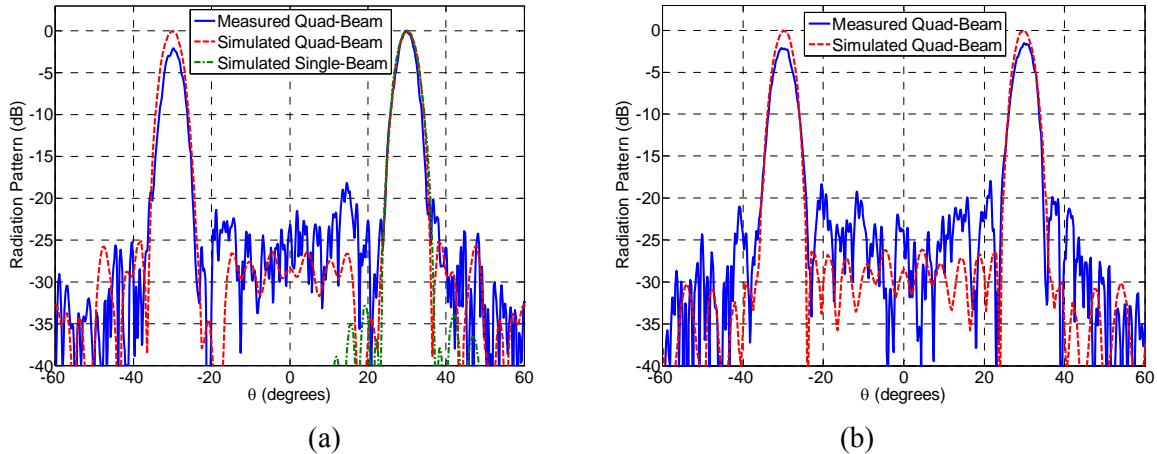 Measured Quad-Beam
Simulated Quad-Beam
Simulated Single-Beam
Radiation Pattern (dB)
0
-5
-10
-15
-20
-25
-30
-35
-40
-60 -40 -20 0 20 40 60
θ (degrees)
(a)
Measured Quad-Beam
Simulated Quad-Beam
Radiation Pattern (dB)
0
-5
-10
-15
-20
-25
-30
-35
-40
-60 -40 -20 0 20 40 60
θ (degrees)
(b)